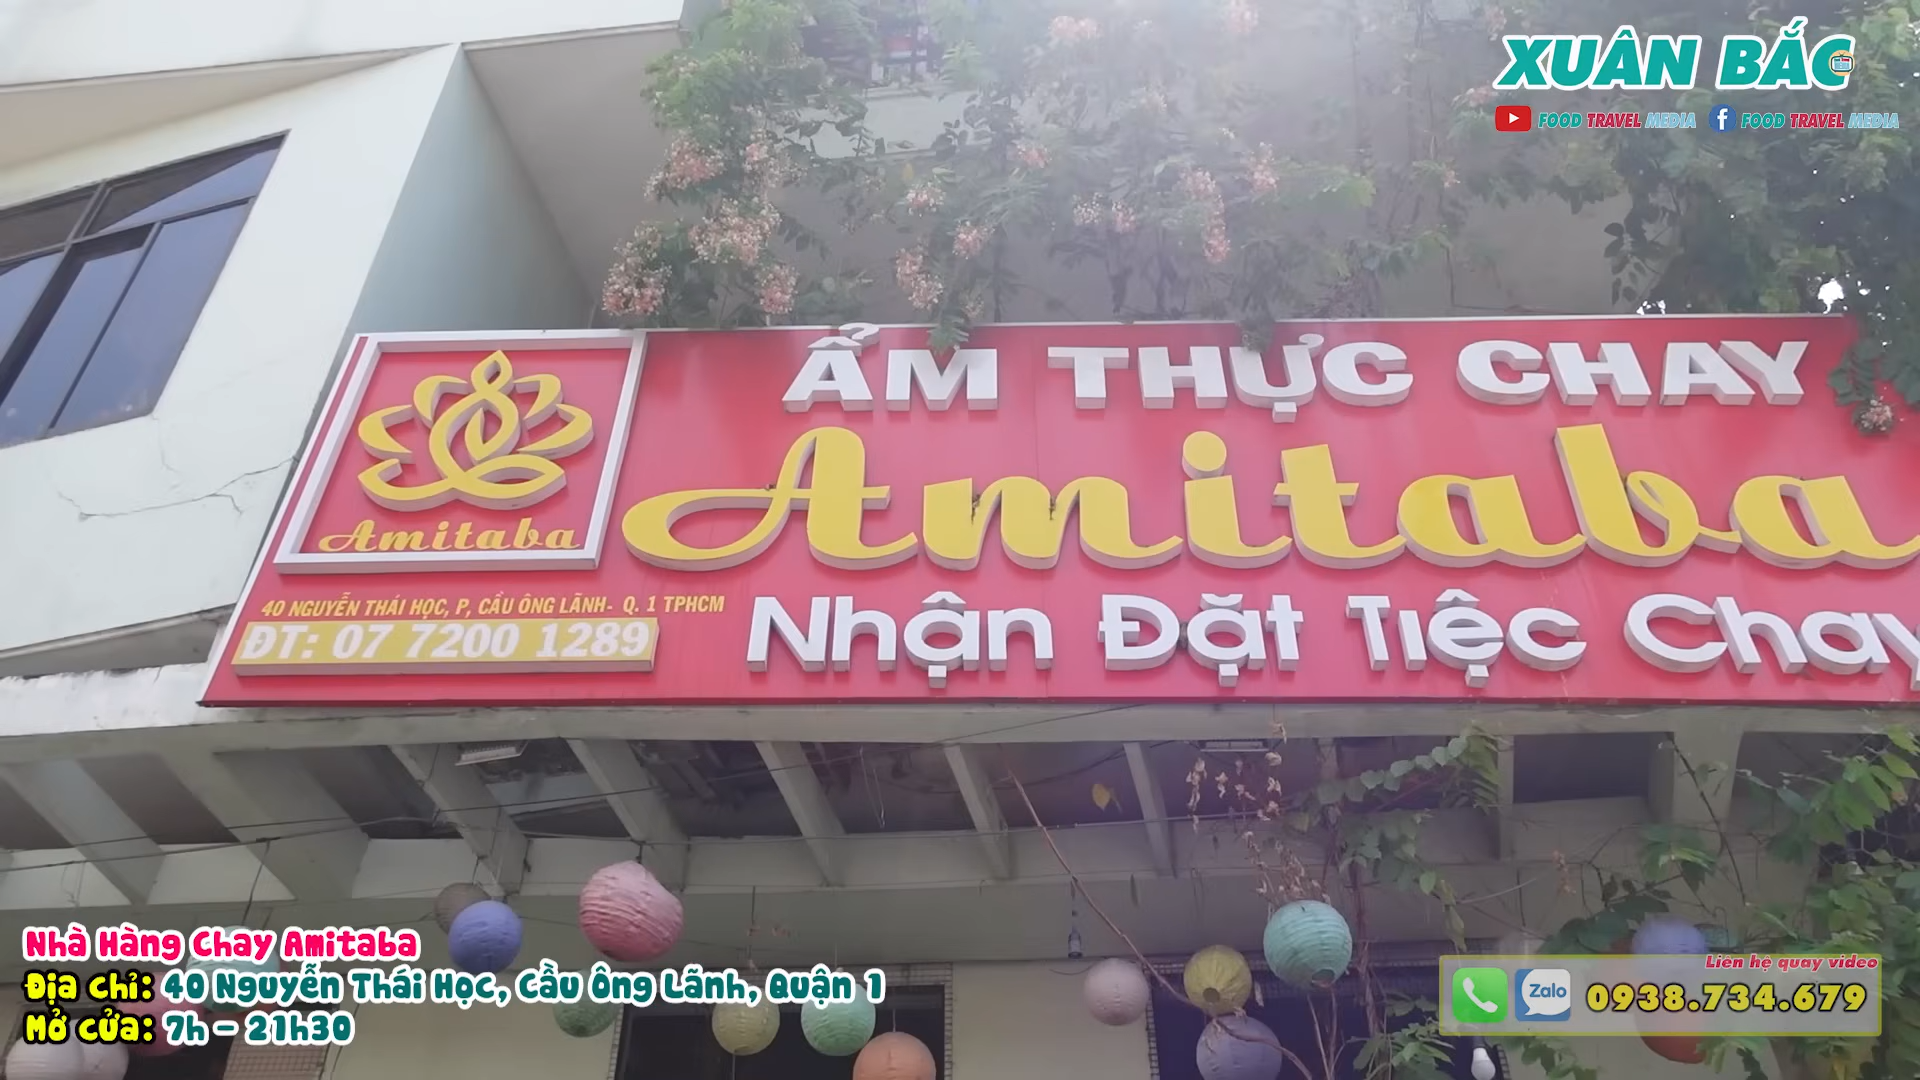 XUÂN BẮC
FOOD TRAVEL MEDIA FOOD TRAVEL MEDIA
ẨM THỰC CHAY
Amitaba
Amitaba
40 NGUYỄN THÁI HỌC, P, CẦU ÔNG LÃNH- Q. 1 TPHCM
ĐT: 07 7200 1289
Nhận Đặt Tiệc Chay
Nhà Hàng Chay Amitaba
Địa chỉ: 40 Nguyễn Thái Học, Cầu Ông Lãnh, Quận 1
Mở cửa: 7h - 21h30
Liên hệ quay video
Zalo 0938.734.679